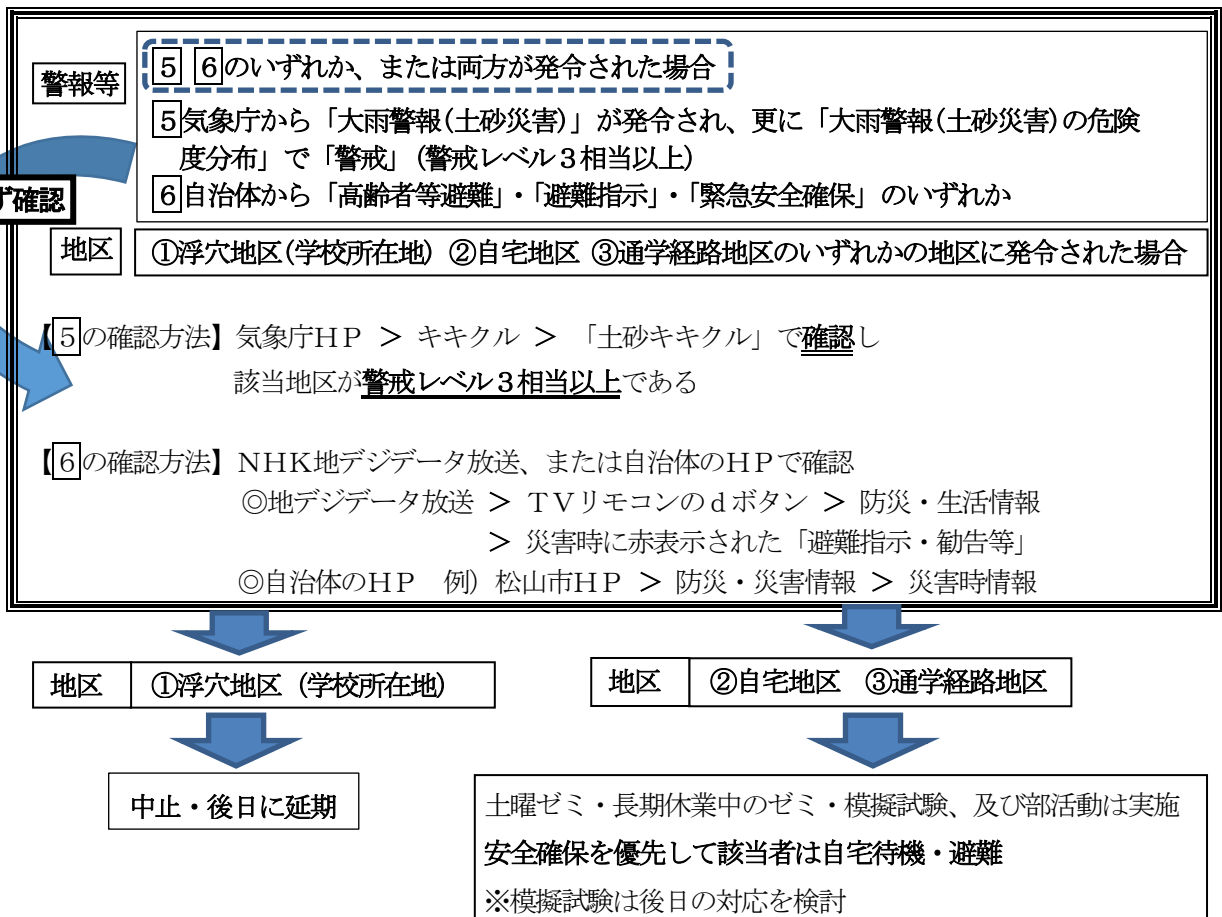 警報等
5 6のいずれか、または両方が発令された場合
5気象庁から「大雨警報(土砂災害)」が発令され、更に「大雨警報(土砂災害)の危険
度分布」で「警戒」(警戒レベル3相当以上)
6自治体から「高齢者等避難」・「避難指示」・「緊急安全確保」のいずれか
ず確認
地区 ①浮穴地区(学校所在地) ②自宅地区 ③通学経路地区のいずれかの地区に発令された場合
【5の確認方法】気象庁HP > キキクル > 「土砂キキクル」で確認し
該当地区が警戒レベル3相当以上である
【6の確認方法】NHK地デジデータ放送、または自治体のHPで確認
◎地デジデータ放送 > TVリモコンのdボタン > 防災・生活情報
> 災害時に赤表示された「避難指示・勧告等」
◎自治体のHP 例)松山市HP > 防災・災害情報 > 災害時情報
地区 ①浮穴地区(学校所在地)
地区 ②自宅地区 ③通学経路地区
中止・後日に延期
土曜ゼミ・長期休業中のゼミ・模擬試験、及び部活動は実施
安全確保を優先して該当者は自宅待機・避難
※模擬試験は後日の対応を検討